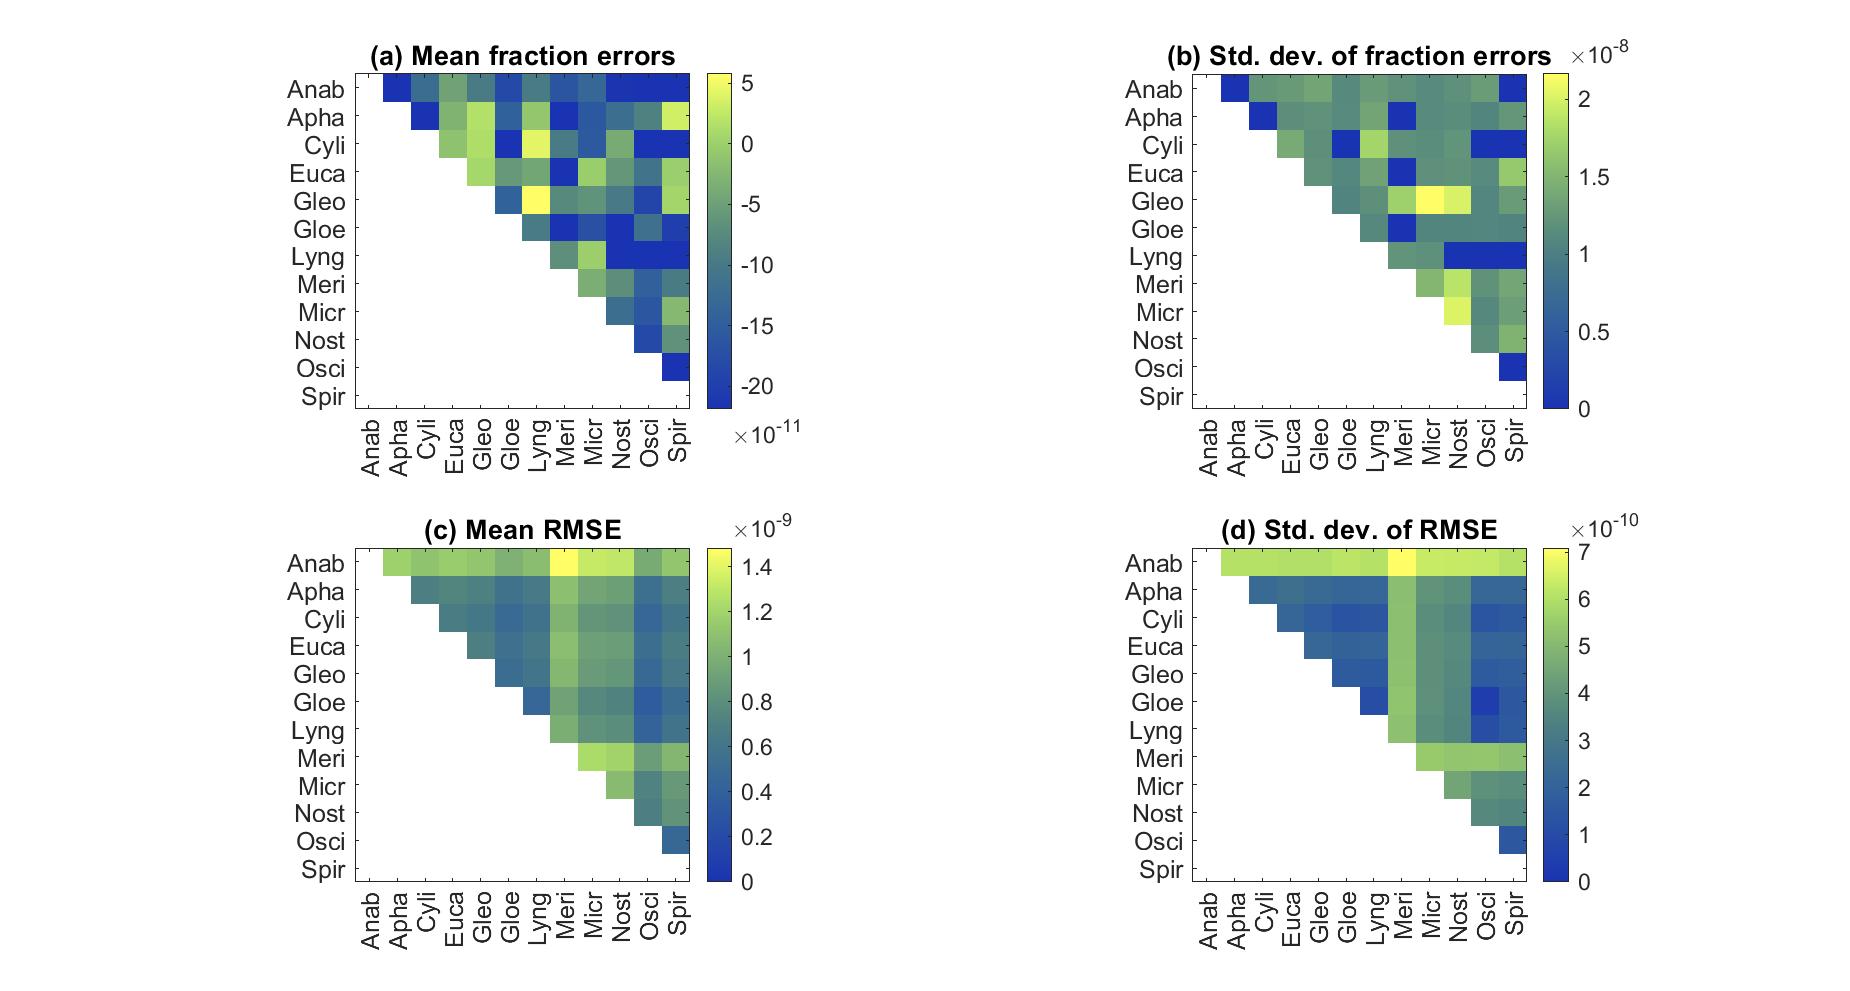 (a) Mean fraction errors
Anab
Apha
Cyli
Euca
Gleo
Gloe
Lyng
Meri
Micr
Nost
Osci
Spir
Anab Apha Cyli Euca Gleo Gloe Lyng Meri Micr Nost Osci Spir
5
0
-5
-10
-15
-20
×10^-11
(b) Std. dev. of fraction errors
×10^-8
Anab
Apha
Cyli
Euca
Gleo
Gloe
Lyng
Meri
Micr
Nost
Osci
Spir
Anab Apha Cyli Euca Gleo Gloe Lyng Meri Micr Nost Osci Spir
2
1.5
1
0.5
0
(c) Mean RMSE
×10^-9
Anab
Apha
Cyli
Euca
Gleo
Gloe
Lyng
Meri
Micr
Nost
Osci
Spir
Anab Apha Cyli Euca Gleo Gloe Lyng Meri Micr Nost Osci Spir
1.4
1.2
1
0.8
0.6
0.4
0.2
0
(d) Std. dev. of RMSE
×10^-10
Anab
Apha
Cyli
Euca
Gleo
Gloe
Lyng
Meri
Micr
Nost
Osci
Spir
Anab Apha Cyli Euca Gleo Gloe Lyng Meri Micr Nost Osci Spir
7
6
5
4
3
2
1
0